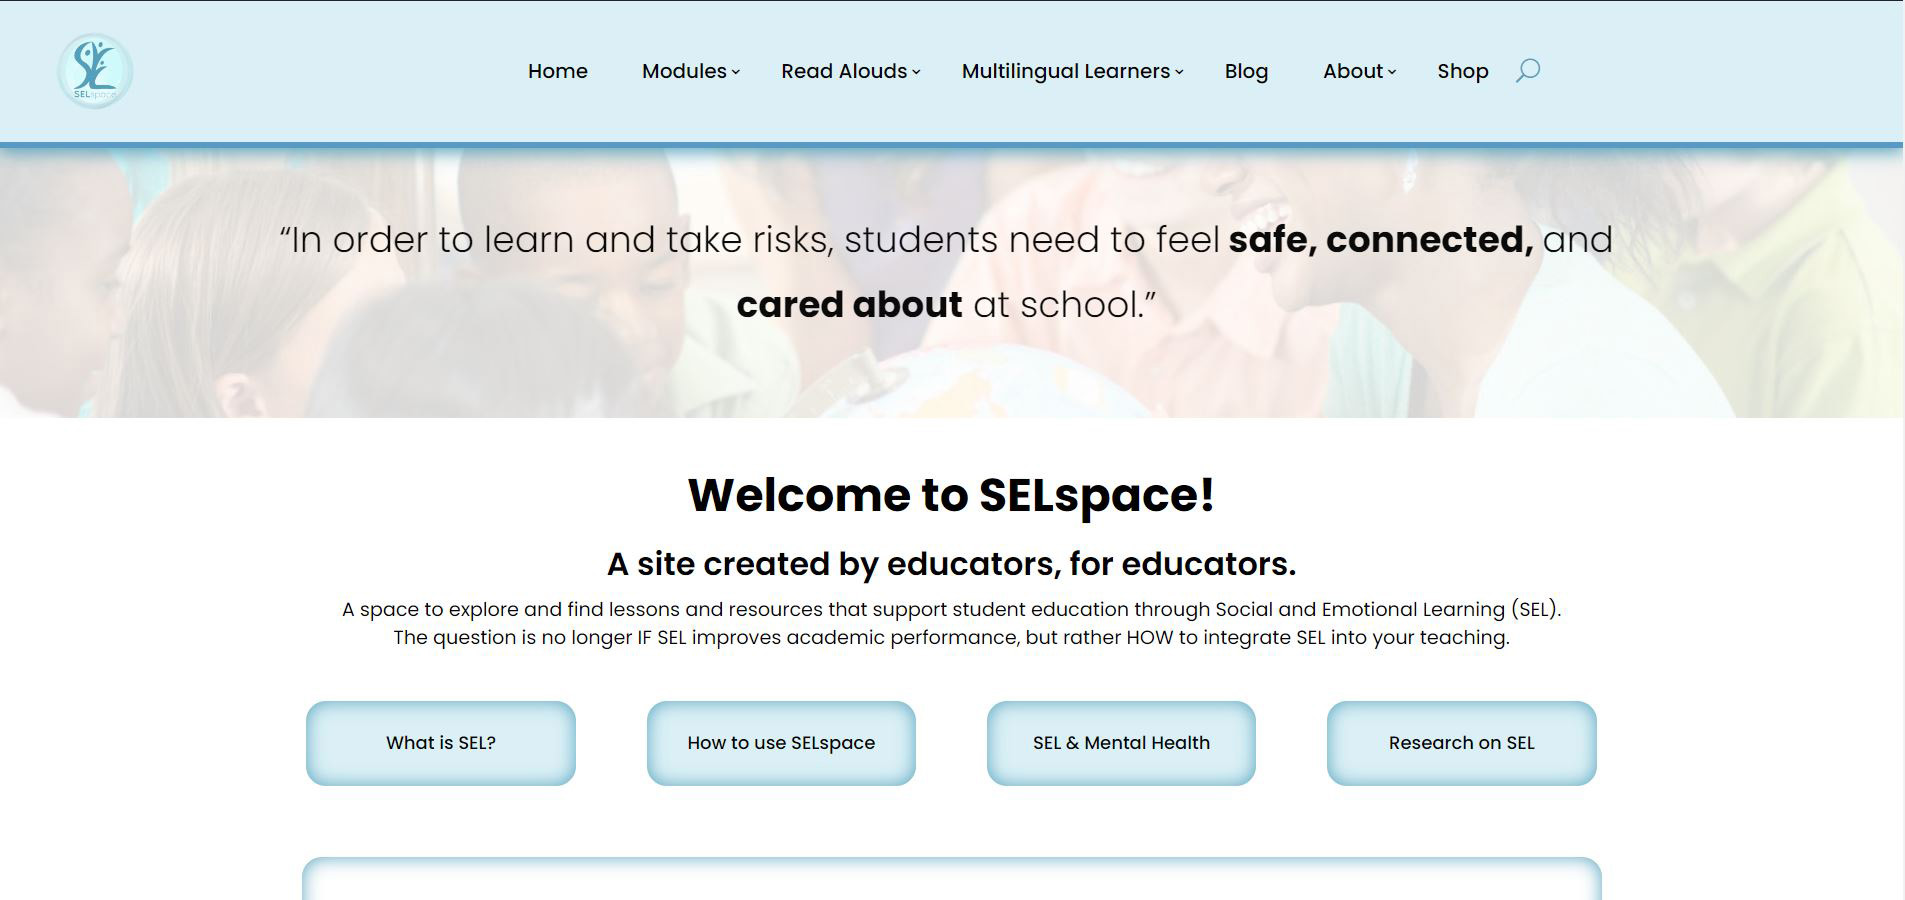 SELspace
Home Modules Read Alouds Multilingual Learners Blog About Shop
“In order to learn and take risks, students need to feel safe, connected, and
cared about at school.”
Welcome to SELspace!
A site created by educators, for educators.
A space to explore and find lessons and resources that support student education through Social and Emotional Learning (SEL).
The question is no longer IF SEL improves academic performance, but rather HOW to integrate SEL into your teaching.
What is SEL? How to use SELspace SEL & Mental Health Research on SEL